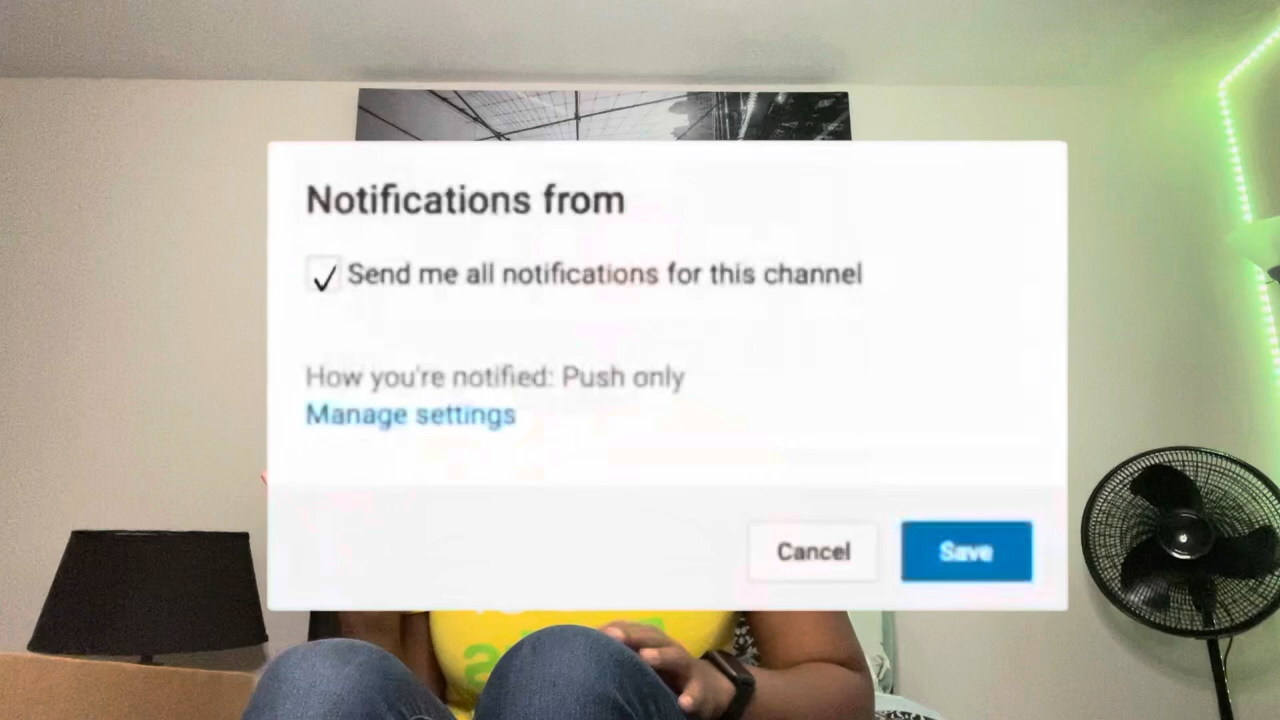 Notifications from
Send me all notifications for this channel
How you're notified: Push only
Manage settings
Cancel
Save